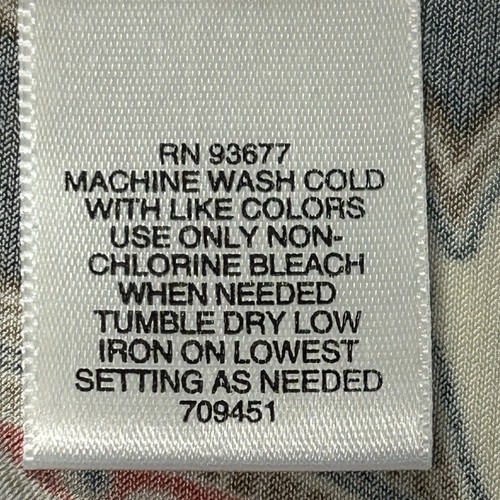 RN 93677
MACHINE WASH COLD
WITH LIKE COLORS
USE ONLY NON-
CHLORINE BLEACH
WHEN NEEDED
TUMBLE DRY LOW
IRON ON LOWEST
SETTING AS NEEDED
709451